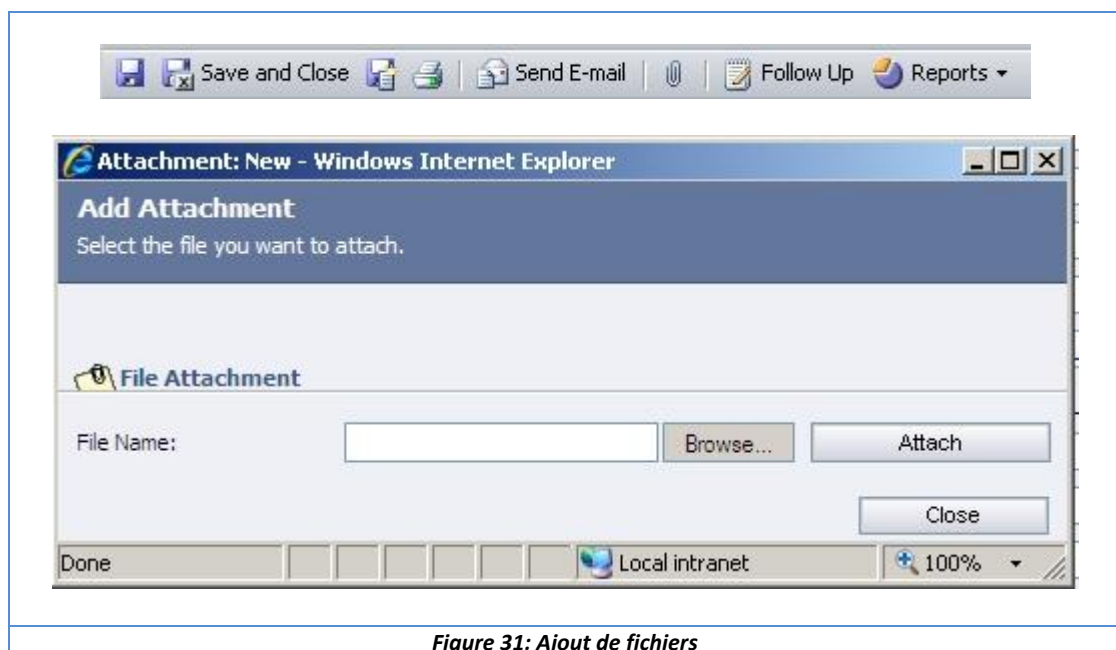 Save and Close Send E-mail Follow Up Reports
Attachment: New - Windows Internet Explorer
Add Attachment
Select the file you want to attach.
File Attachment
File Name: Browse... Attach
Close
Done Local intranet 100%
Figure 31: Ajout de fichiers